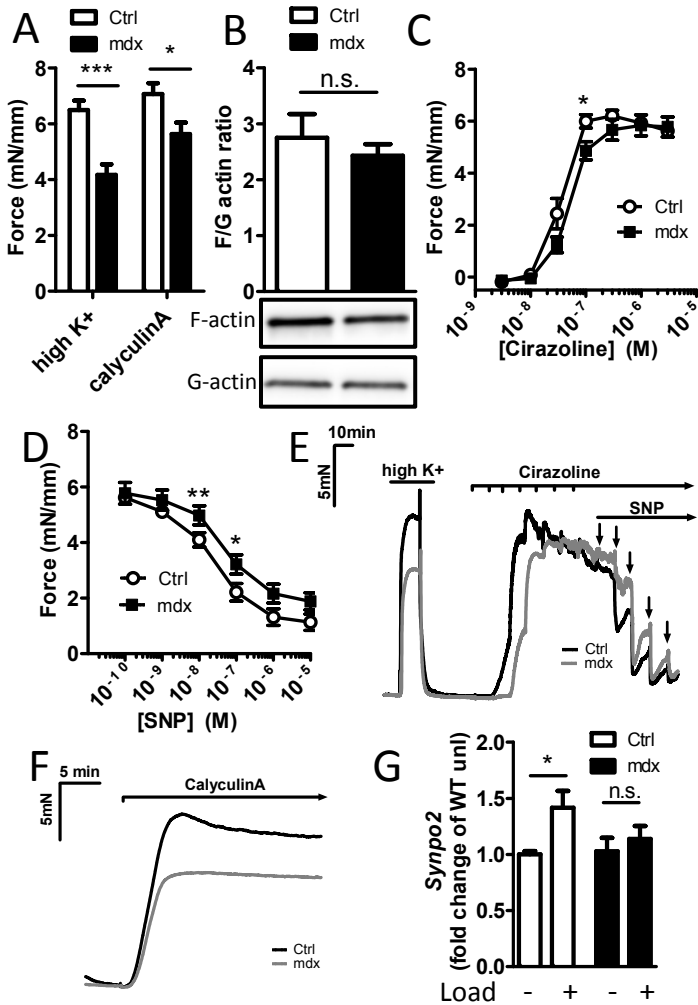 A
Ctrl
mdx
***
*
Force (mN/mm)
8
6
4
2
0
high K+
calyculinA
B
Ctrl
mdx
n.s.
F/G actin ratio
4
3
2
1
0
F-actin
G-actin
C
*
Force (mN/mm)
8
6
4
2
0
Ctrl
mdx
10-9
10-8
10-7
10-6
10-5
[Cirazoline] (M)
D
**
*
Force (mN/mm)
8
6
4
2
0
Ctrl
mdx
10-10
10-9
10-8
10-7
10-6
10-5
[SNP] (M)
E
10min
5mN
high K+
Cirazoline
SNP
Ctrl
mdx
F
5 min
5mN
CalyculinA
Ctrl
mdx
G
Ctrl
mdx
*
n.s.
Synpo2
(fold change of WT unl)
2.0
1.5
1.0
0.5
0.0
Load - + - +